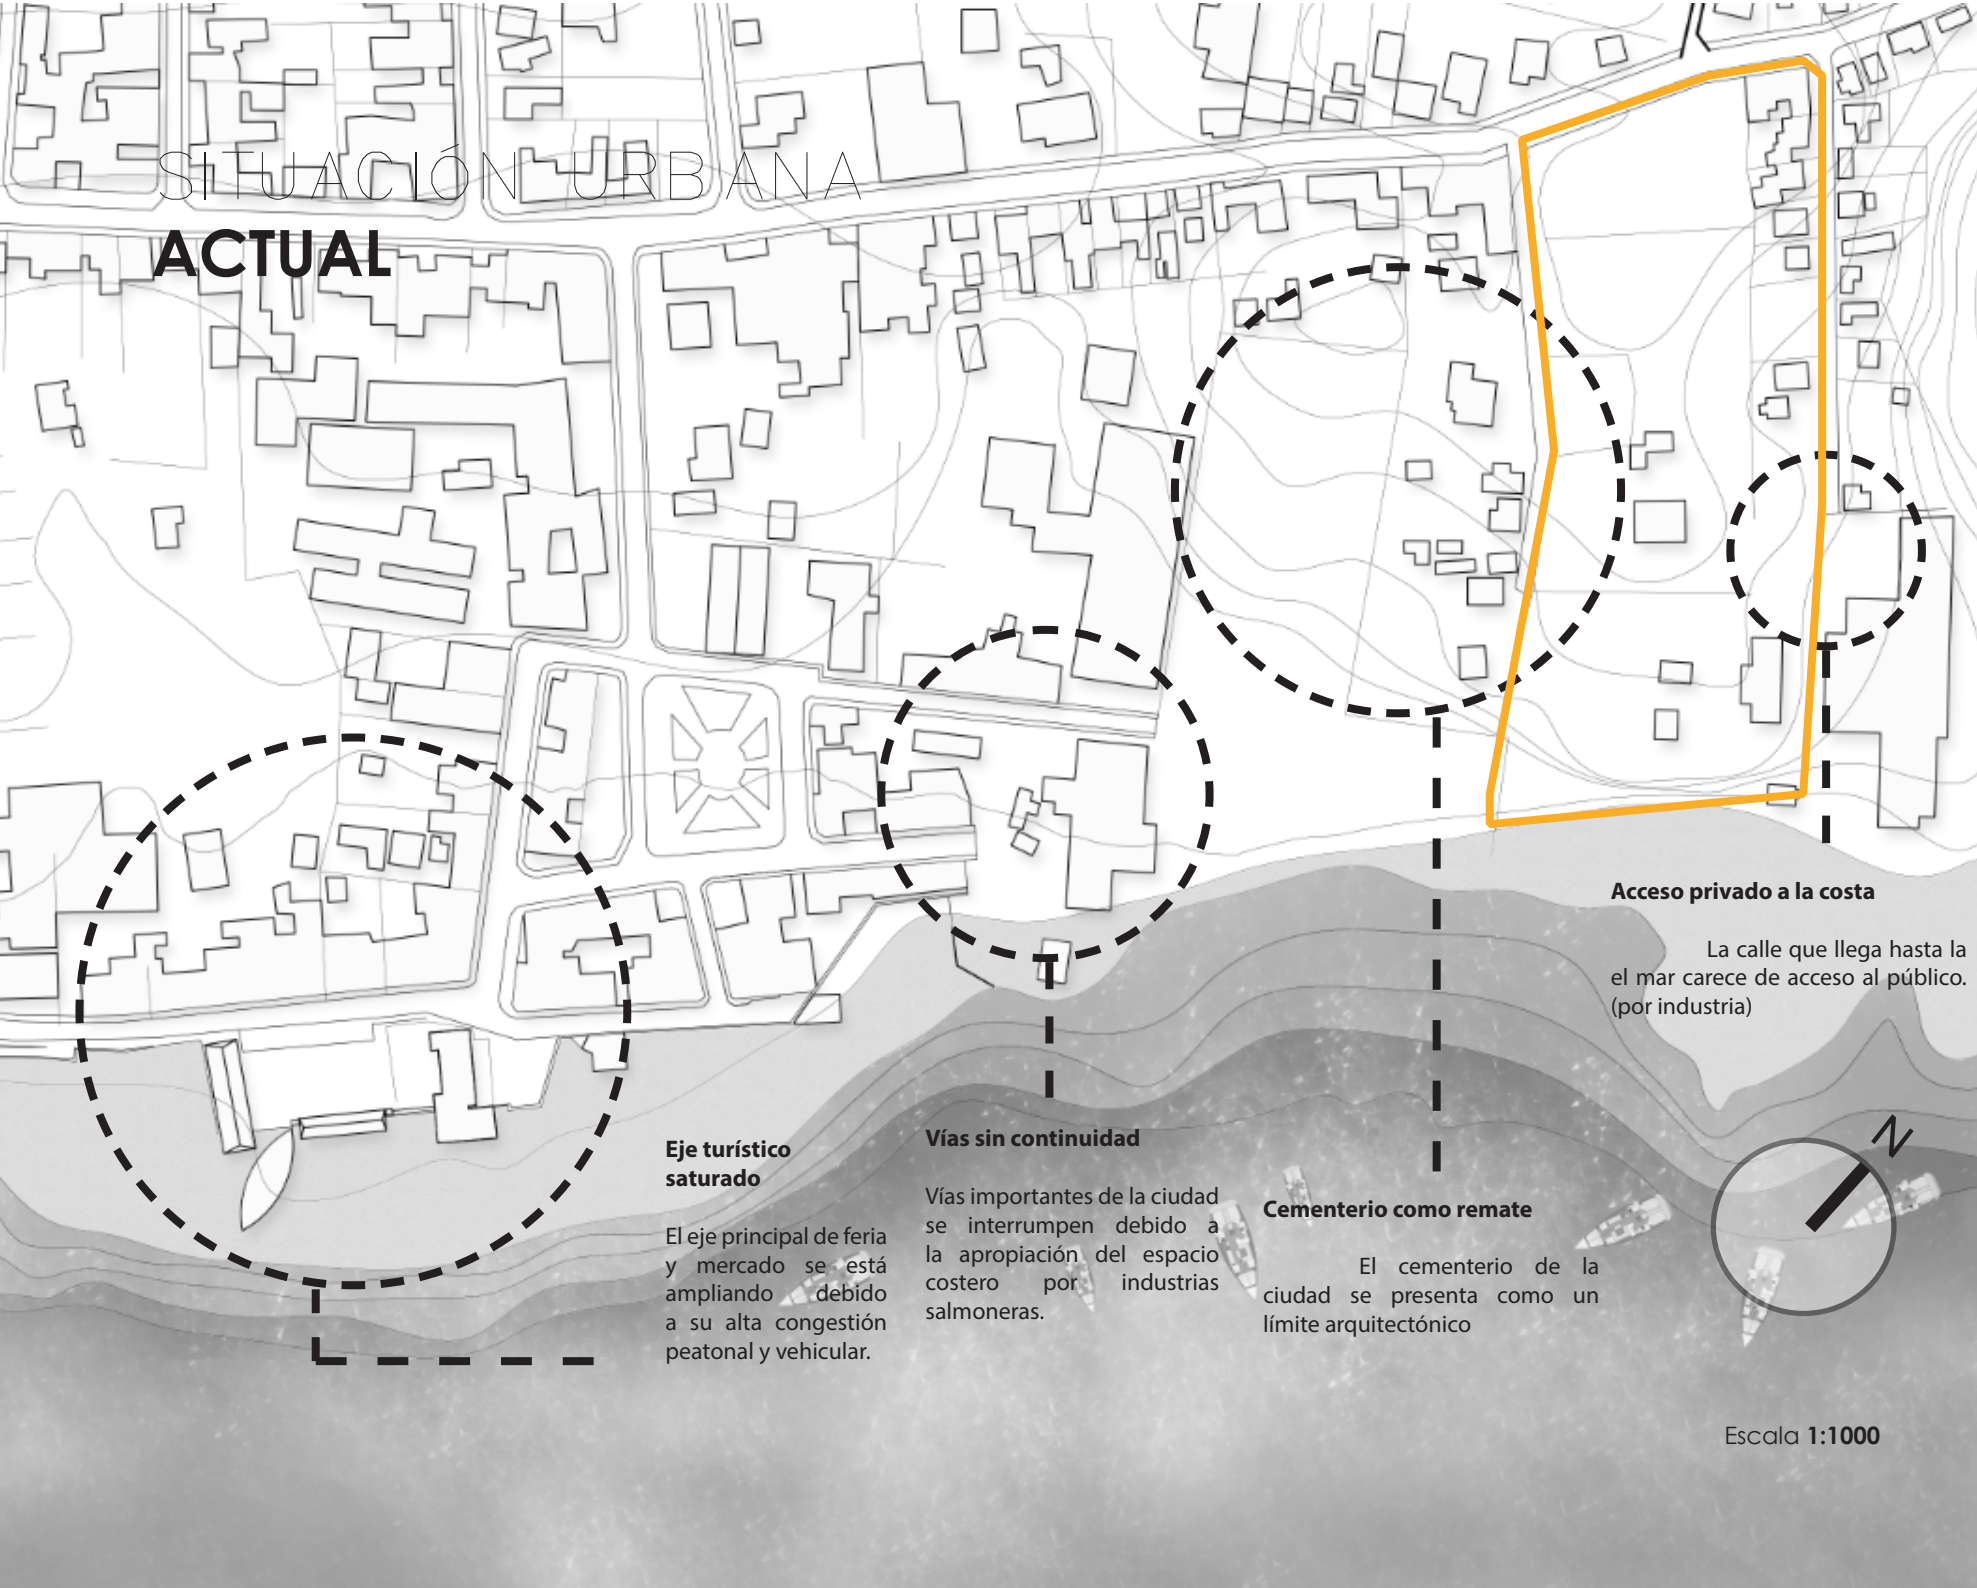 SITUACIÓN URBANA
ACTUAL
Acceso privado a la costa
La calle que llega hasta la
el mar carece de acceso al público.
(por industria)
Eje turístico
saturado
El eje principal de feria
y mercado se está
ampliando debido
a su alta congestión
peatonal y vehicular.
Vías sin continuidad
Vías importantes de la ciudad
se interrumpen debido a
la apropiación del espacio
costero por industrias
salmoneras.
Cementerio como remate
El cementerio de la
ciudad se presenta como un
límite arquitectónico
N
Escala 1:1000